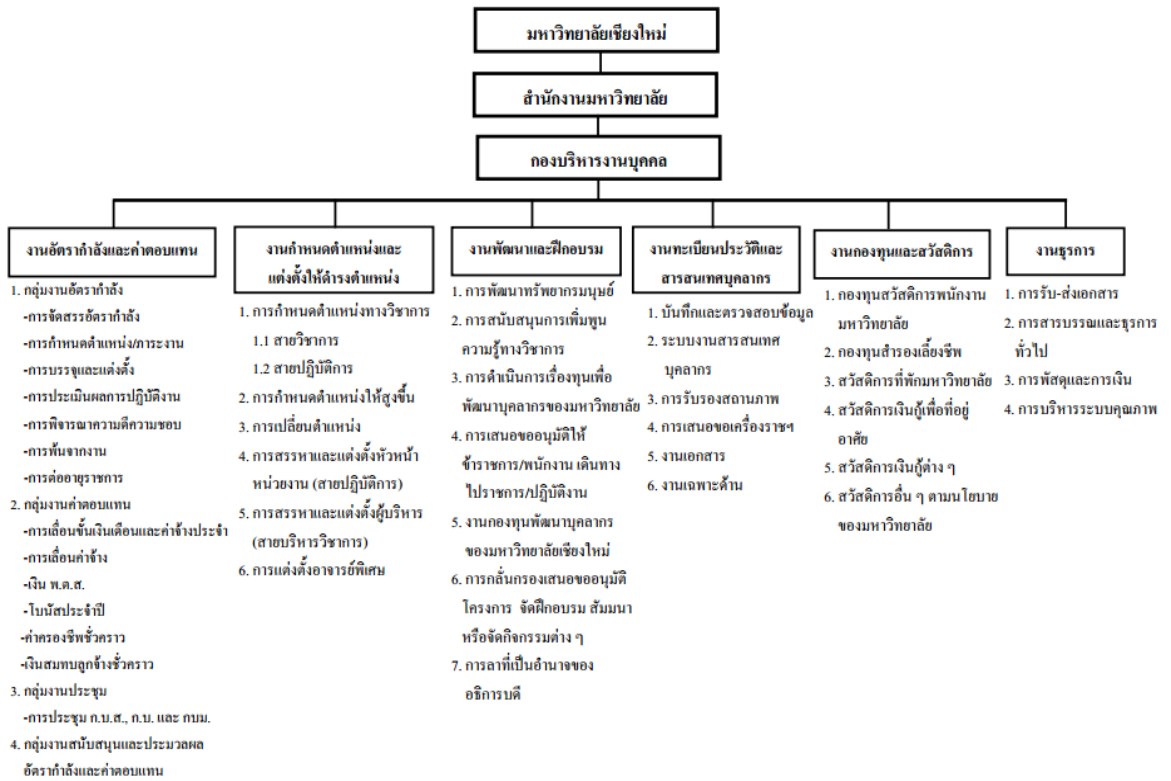 มหาวิทยาลัยเชียงใหม่
สำนักงานมหาวิทยาลัย
กองบริหารงานบุคคล
งานอัตรากำลังและค่าตอบแทน
1. กลุ่มงานอัตรากำลัง
-การจัดสรรอัตรากำลัง
-การกำหนดตำแหน่ง/ภาระงาน
-การบรรจุและแต่งตั้ง
-การประเมินผลการปฏิบัติงาน
-การพิจารณาความดีความชอบ
-การพ้นจากงาน
-การต่ออายุราชการ
2. กลุ่มงานค่าตอบแทน
-การเลื่อนขั้นเงินเดือนและค่าจ้างประจำ
-การเลื่อนค่าจ้าง
-เงิน พ.ต.ส.
-โบนัสประจำปี
-ค่าครองชีพชั่วคราว
-เงินสมทบลูกจ้างชั่วคราว
3. กลุ่มงานประชุม
-การประชุม ก.บ.ส., ก.บ. และ กบม.
4. กลุ่มงานสนับสนุนและประมวลผล
อัตรากำลังและค่าตอบแทน
งานกำหนดตำแหน่งและ
แต่งตั้งให้ดำรงตำแหน่ง
1. การกำหนดตำแหน่งทางวิชาการ
1.1 สายวิชาการ
1.2 สายปฏิบัติการ
2. การกำหนดตำแหน่งให้สูงขึ้น
3. การเปลี่ยนตำแหน่ง
4. การสรรหาและแต่งตั้งหัวหน้า
หน่วยงาน (สายปฏิบัติการ)
5. การสรรหาและแต่งตั้งผู้บริหาร
(สายบริหารวิชาการ)
6. การแต่งตั้งอาจารย์พิเศษ
งานพัฒนาและฝึกอบรม
1. การพัฒนาทรัพยากรมนุษย์
2. การสนับสนุนการเพิ่มพูน
ความรู้ทางวิชาการ
3. การดำเนินการเรื่องทุนเพื่อ
พัฒนาบุคลากรของมหาวิทยาลัย
4. การเสนอขออนุมัติให้
ข้าราชการ/พนักงาน เดินทาง
ไปราชการ/ปฏิบัติงาน
5. งานกองทุนพัฒนาบุคลากร
ของมหาวิทยาลัยเชียงใหม่
6. การกลั่นกรองเสนอขออนุมัติ
โครงการ จัดฝึกอบรม สัมมนา
หรือจัดกิจกรรมต่าง ๆ
7. การลาที่เป็นอำนาจของ
อธิการบดี
งานทะเบียนประวัติและ
สารสนเทศบุคลากร
1. บันทึกและตรวจสอบข้อมูล
2. ระบบงานสารสนเทศ
บุคลากร
3. การรับรองสถานภาพ
4. การเสนอขอเครื่องราชฯ
5. งานเอกสาร
6. งานเฉพาะด้าน
งานกองทุนและสวัสดิการ
1. กองทุนสวัสดิการพนักงาน
มหาวิทยาลัย
2. กองทุนสำรองเลี้ยงชีพ
3. สวัสดิการที่พักมหาวิทยาลัย
4. สวัสดิการเงินกู้เพื่อที่อยู่
อาศัย
5. สวัสดิการเงินกู้ต่าง ๆ
6. สวัสดิการอื่น ๆ ตามนโยบาย
ของมหาวิทยาลัย
งานธุรการ
1. การรับ-ส่งเอกสาร
2. การสารบรรณและธุรการ
ทั่วไป
3. การพัสดุและการเงิน
4. การบริหารระบบคุณภาพ